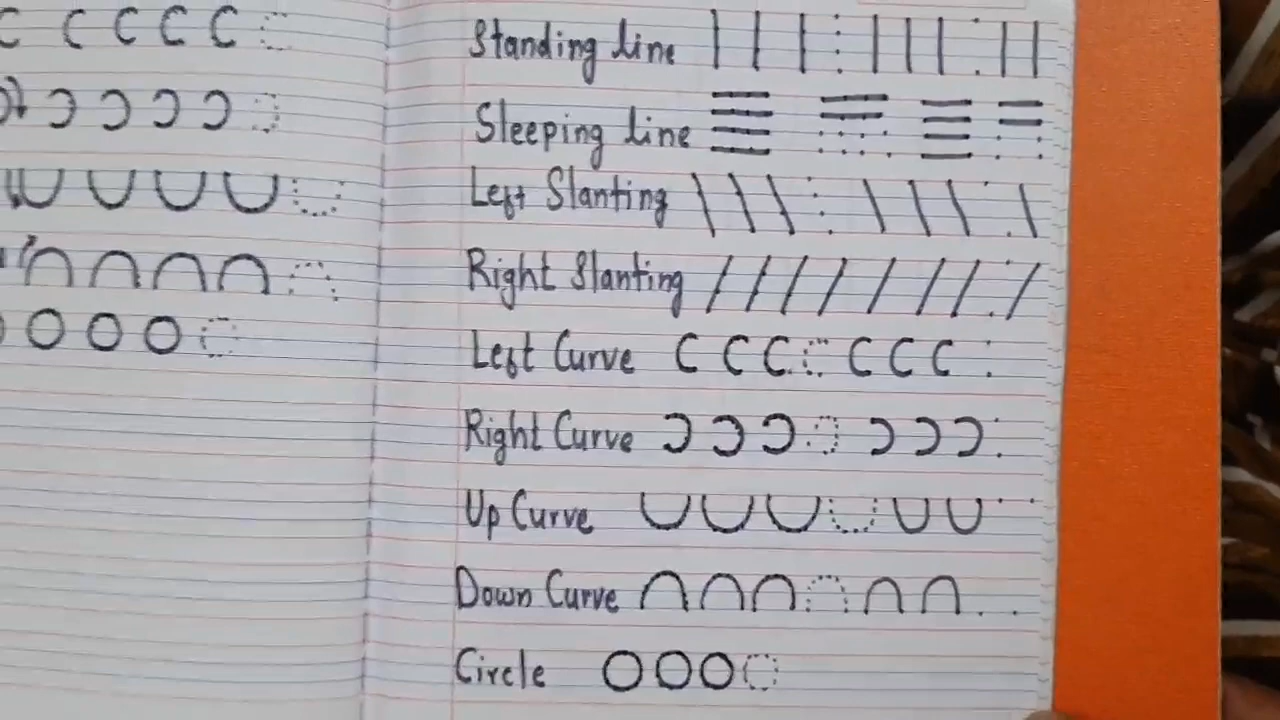 Standing line
Sleeping line
Left Slanting
Right Slanting
Left Curve
Right Curve
Up Curve
Down Curve
Circle